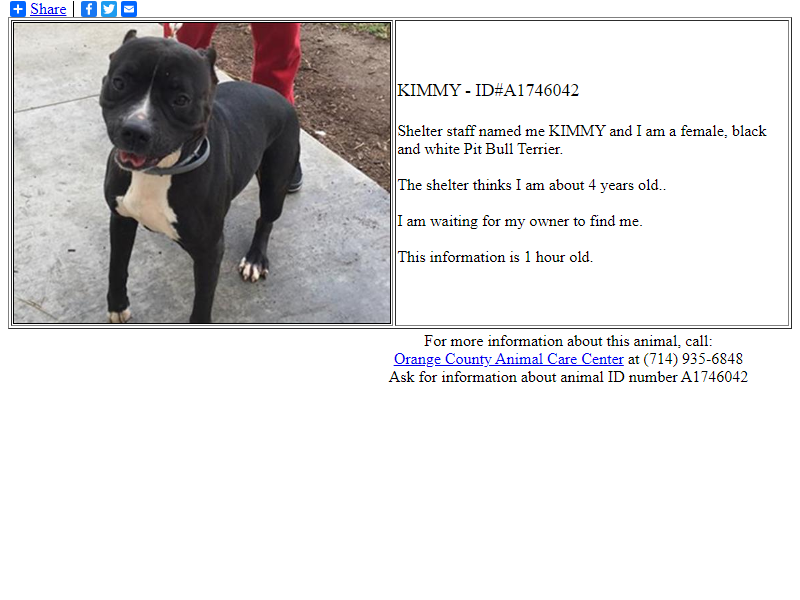 Share |
KIMMY - ID#A1746042
Shelter staff named me KIMMY and I am a female, black
and white Pit Bull Terrier.
The shelter thinks I am about 4 years old..
I am waiting for my owner to find me.
This information is 1 hour old.
For more information about this animal, call:
Orange County Animal Care Center at (714) 935-6848
Ask for information about animal ID number A1746042